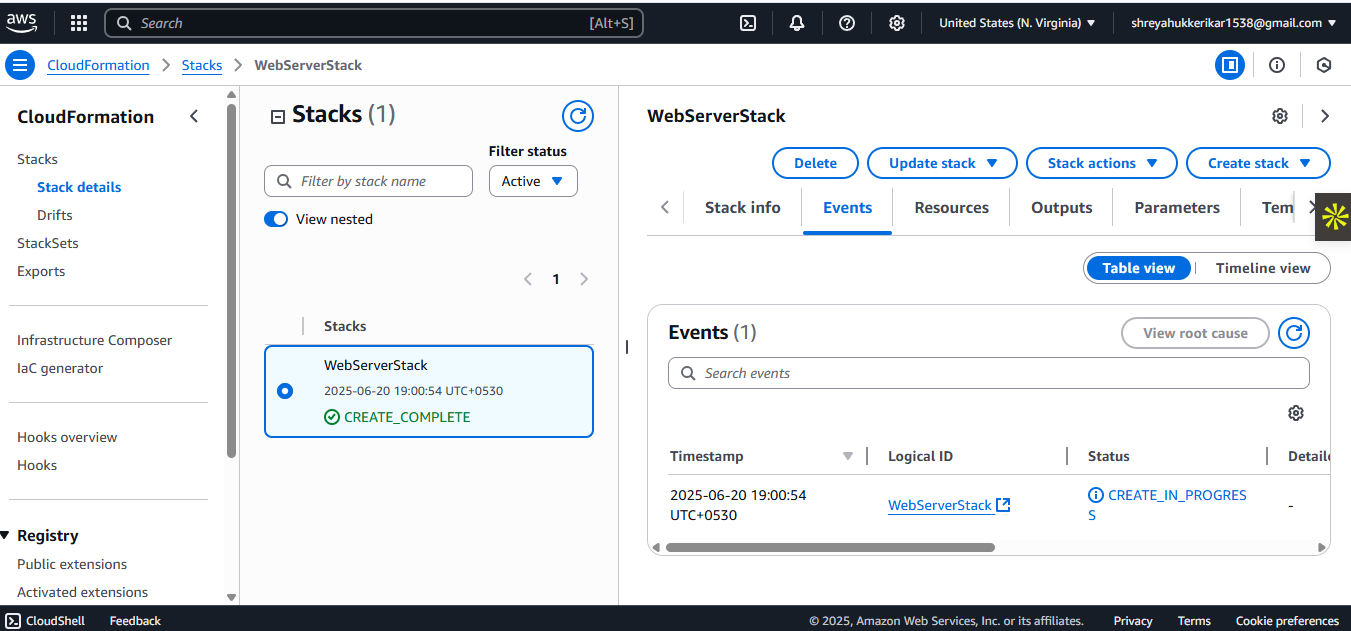 aws
Search
[Alt+S]
United States (N. Virginia)
shreyahukkerikar1538@gmail.com
CloudFormation
Stacks
WebServerStack
CloudFormation
Stacks
Stack details
Drifts
StackSets
Exports
Infrastructure Composer
IaC generator
Hooks overview
Hooks
Registry
Public extensions
Activated extensions
Stacks (1)
Filter status
Filter by stack name
Active
View nested
1
Stacks
WebServerStack
2025-06-20 19:00:54 UTC+0530
CREATE_COMPLETE
WebServerStack
Delete
Update stack
Stack actions
Create stack
Stack info
Events
Resources
Outputs
Parameters
Tem
Table view
Timeline view
Events (1)
View root cause
Search events
Timestamp
Logical ID
Status
Detaile
2025-06-20 19:00:54
UTC+0530
WebServerStack
CREATE_IN_PROGRES
S
-
CloudShell
Feedback
© 2025, Amazon Web Services, Inc. or its affiliates.
Privacy
Terms
Cookie preferences